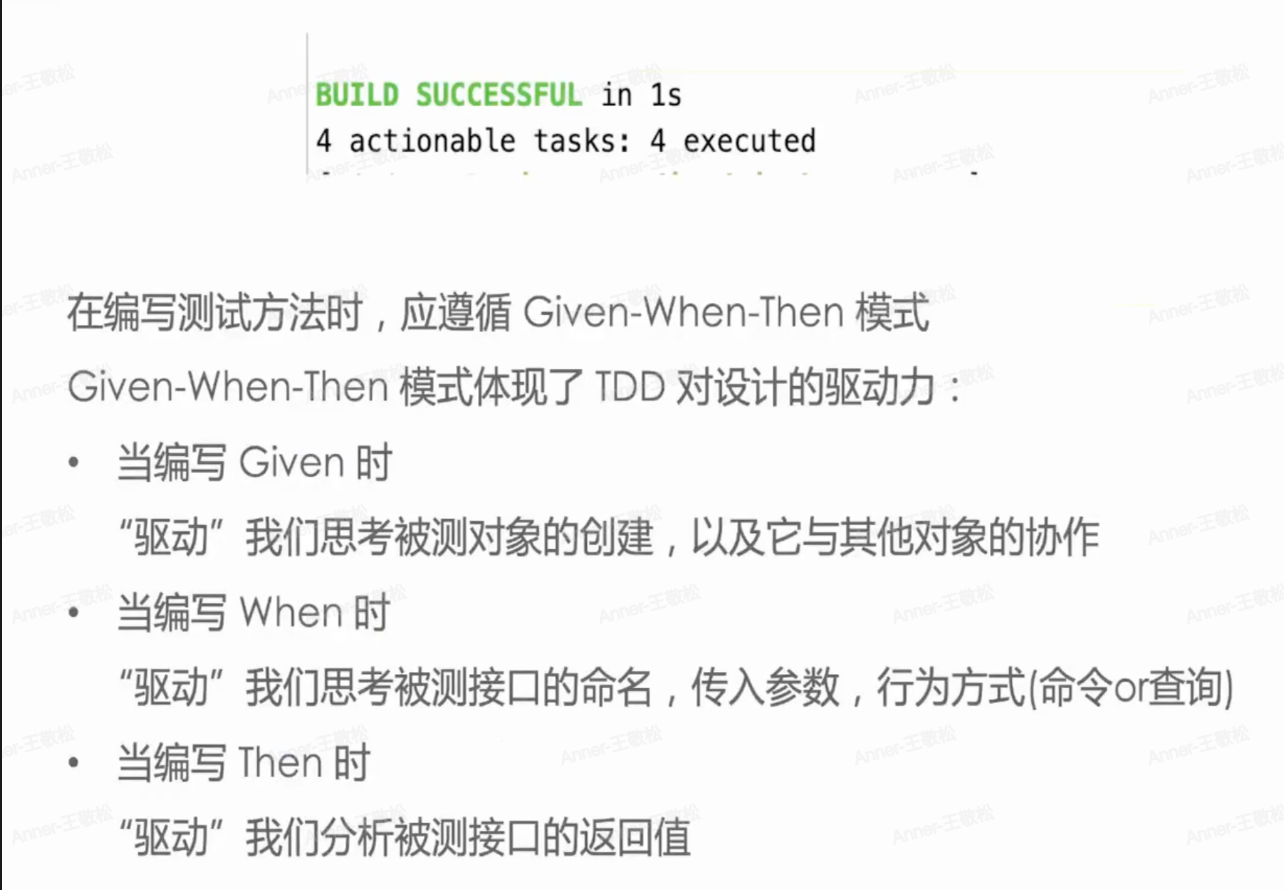 BUILD SUCCESSFUL in 1s
4 actionable tasks: 4 executed
在编写测试方法时，应遵循 Given-When-Then 模式
Given-When-Then 模式体现了 TDD 对设计的驱动力：
• 当编写 Given 时
“驱动”我们思考被测对象的创建，以及它与其他对象的协作
• 当编写 When 时
“驱动”我们思考被测接口的命名，传入参数，行为方式(命令or查询)
• 当编写 Then 时
“驱动”我们分析被测接口的返回值
Anner-王敬松